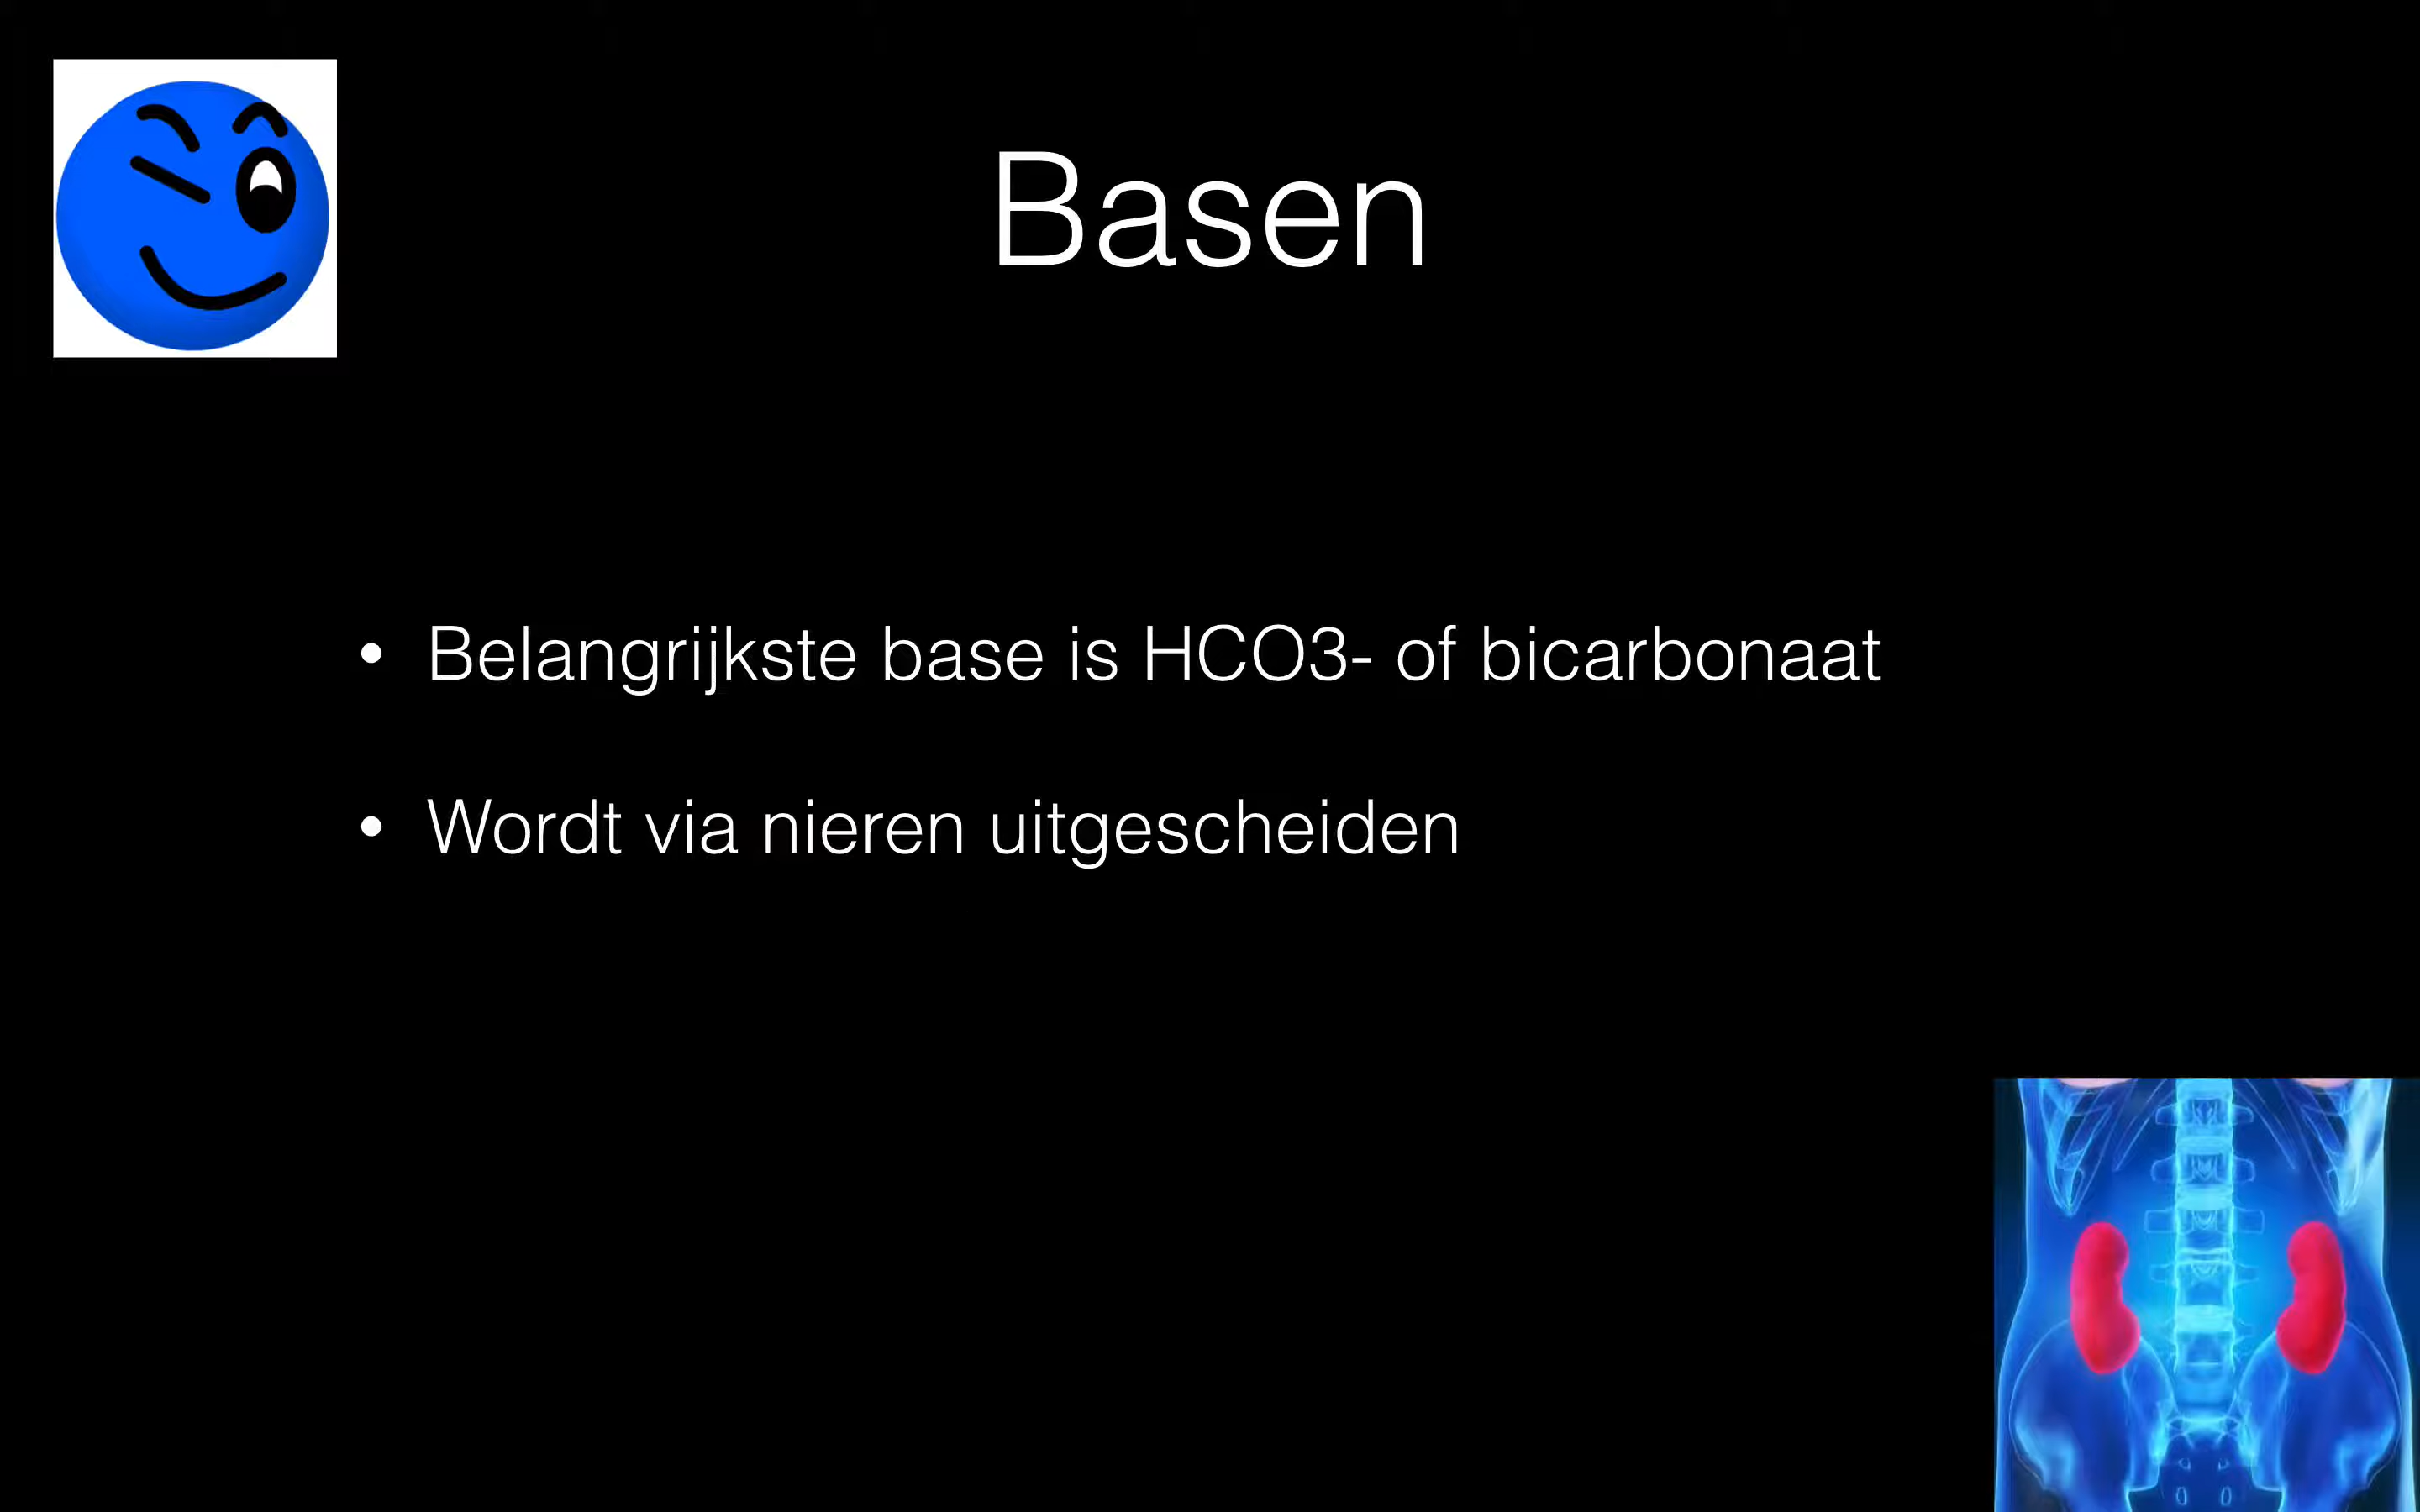 Basen
• Belangrijkste base is HCO3- of bicarbonaat
• Wordt via nieren uitgescheiden